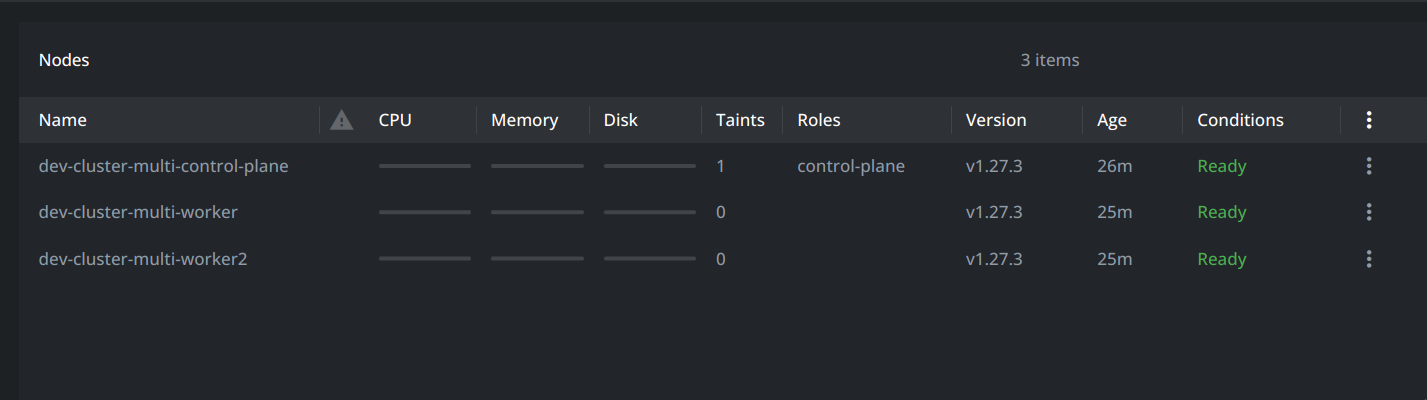 Nodes 3 items
Name CPU Memory Disk Taints Roles Version Age Conditions
dev-cluster-multi-control-plane 1 control-plane v1.27.3 26m Ready
dev-cluster-multi-worker 0 v1.27.3 25m Ready
dev-cluster-multi-worker2 0 v1.27.3 25m Ready